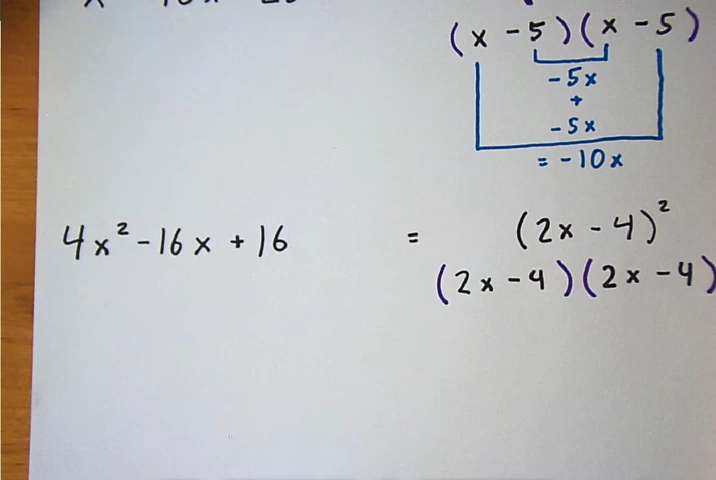 (x - 5)(x - 5)
-5x
+
-5x
= -10x
4x² - 16x + 16 = (2x - 4)²
(2x - 4)(2x - 4)